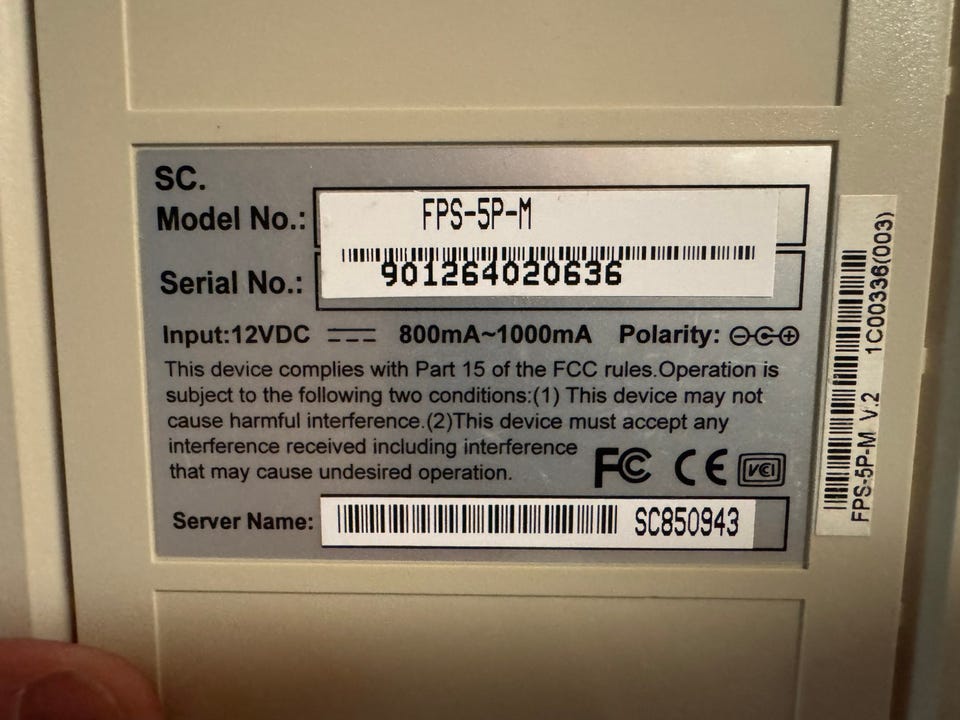 SC.
Model No.: FPS-5P-M
Serial No.: 901264020636
Input:12VDC 800mA~1000mA Polarity:
This device complies with Part 15 of the FCC rules.Operation is
subject to the following two conditions:(1) This device may not
cause harmful interference.(2)This device must accept any
interference received including interference
that may cause undesired operation.
FC CE VCI
Server Name: SC850943
FPS-5P-M V.2 1C00336(003)